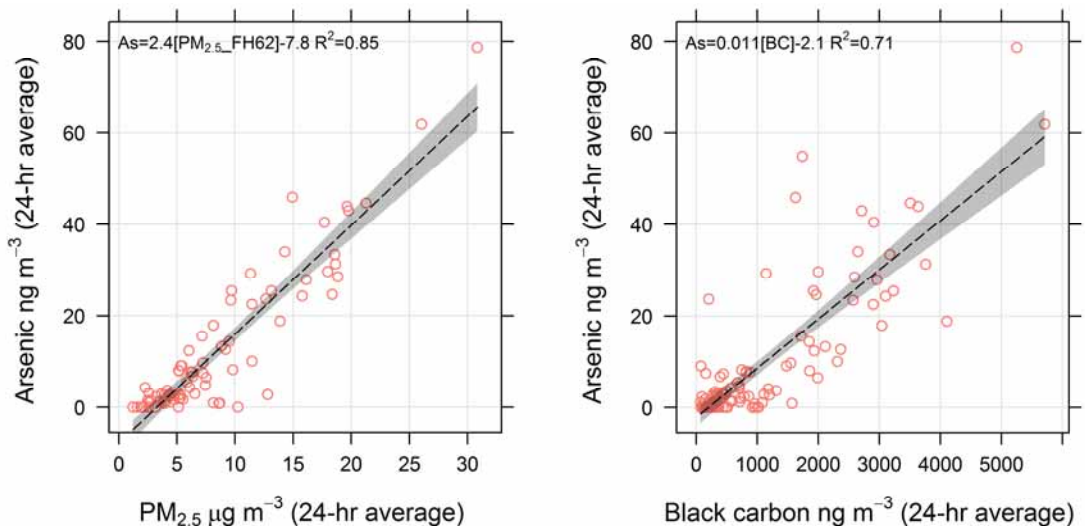 As=2.4[PM2.5_FH62]-7.8 R²=0.85
80
60
40
20
0
Arsenic ng m⁻³ (24-hr average)
0 5 10 15 20 25 30
PM2.5 μg m⁻³ (24-hr average)
As=0.011[BC]-2.1 R²=0.71
80
60
40
20
0
Arsenic ng m⁻³ (24-hr average)
0 1000 2000 3000 4000 5000
Black carbon ng m⁻³ (24-hr average)